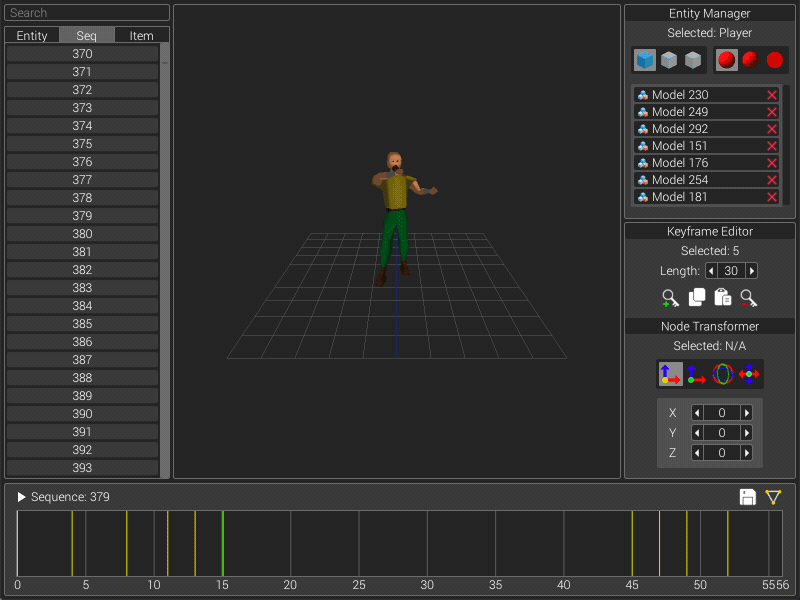 Search
Entity Seq Item
370
371
372
373
374
375
376
377
378
379
380
381
382
383
384
385
386
387
388
389
390
391
392
393
Entity Manager
Selected: Player
Model 230
Model 249
Model 292
Model 151
Model 176
Model 254
Model 181
Keyframe Editor
Selected: 5
Length: 30
Node Transformer
Selected: N/A
X 0
Y 0
Z 0
Sequence: 379
0 5 10 15 20 25 30 35 40 45 50 5556